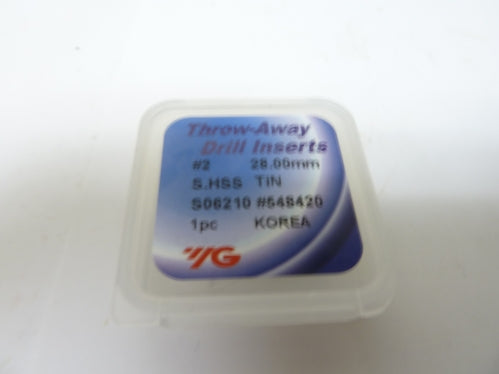 Throw-Away
Drill Inserts
#2 28.00mm
S.HSS TiN
S06210 #548420
1pc KOREA
YG